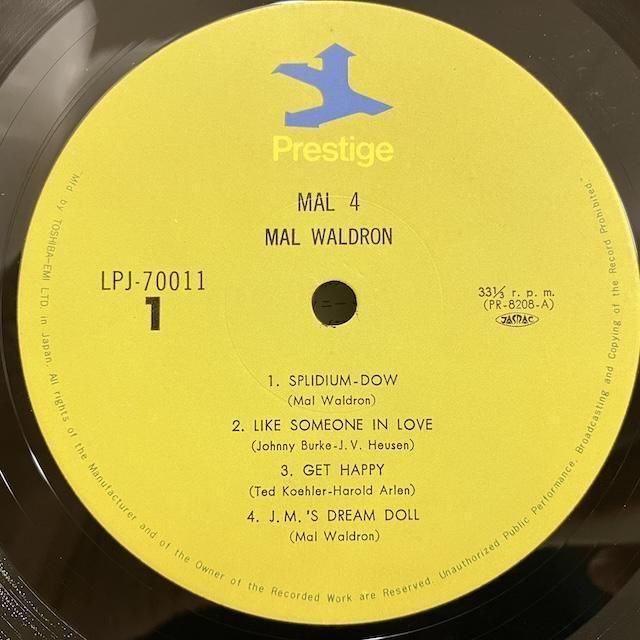 Prestige
MAL 4
MAL WALDRON
LPJ-70011
1
33⅓ r. p. m.
(PR-8208-A)
JASRAC
1. SPLIDIUM-DOW
(Mal Waldron)
2. LIKE SOMEONE IN LOVE
(Johnny Burke-J. V. Heusen)
3. GET HAPPY
(Ted Koehler-Harold Arlen)
4. J. M. 'S DREAM DOLL
(Mal Waldron)
"Mfd by TOSHIBA-EMI LTD. in Japan. All rights of the Manufacturer and of the Owner of the Recorded Work are Reserved. Unauthorized Public Performance, Broadcasting and Copying of the Record Prohibited."